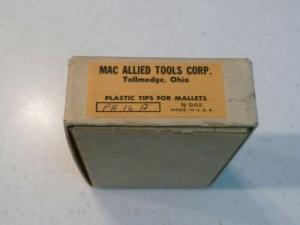 MAC ALLIED TOOLS CORP.
Tallmadge, Ohio
PLASTIC TIPS FOR MALLETS
PH 16 P ½ DOZ.
MADE IN U.S.A.